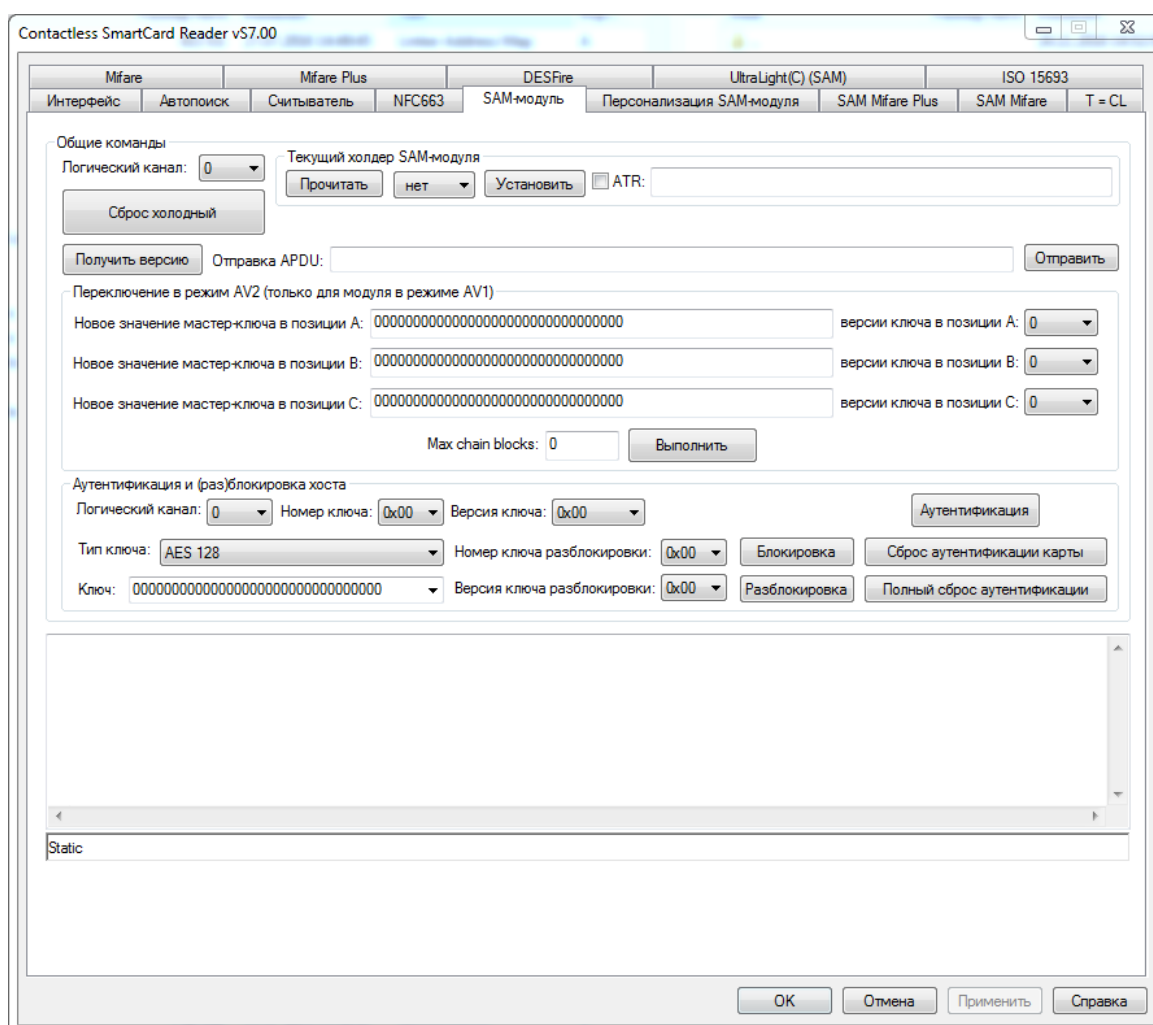 Contactless SmartCard Reader vS7.00
Mifare Mifare Plus DESFire UltraLight(C) (SAM) ISO 15693
Интерфейс Автопоиск Считыватель NFC663 SAM-модуль Персонализация SAM-модуля SAM Mifare Plus SAM Mifare T = CL
Общие команды
Логический канал: 0
Текущий холдер SAM-модуля
Прочитать нет Установить ATR:
Сброс холодный
Получить версию Отправка APDU: Отправить
Переключение в режим AV2 (только для модуля в режиме AV1)
Новое значение мастер-ключа в позиции A: 00000000000000000000000000000000 версии ключа в позиции A: 0
Новое значение мастер-ключа в позиции B: 00000000000000000000000000000000 версии ключа в позиции B: 0
Новое значение мастер-ключа в позиции C: 00000000000000000000000000000000 версии ключа в позиции C: 0
Max chain blocks: 0 Выполнить
Аутентификация и (раз)блокировка хоста
Логический канал: 0 Номер ключа: 0x00 Версия ключа: 0x00 Аутентификация
Тип ключа: AES 128 Номер ключа разблокировки: 0x00 Блокировка Сброс аутентификации карты
Ключ: 00000000000000000000000000000000 Версия ключа разблокировки: 0x00 Разблокировка Полный сброс аутентификации
Static
OK Отмена Применить Справка